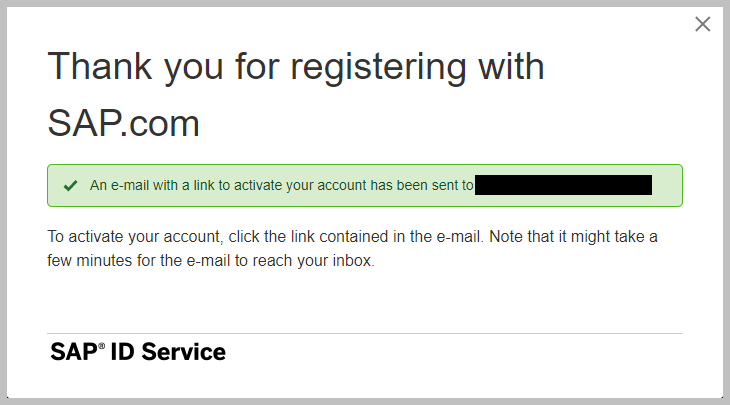 Thank you for registering with
SAP.com
An e-mail with a link to activate your account has been sent to
To activate your account, click the link contained in the e-mail. Note that it might take a
few minutes for the e-mail to reach your inbox.
SAP® ID Service